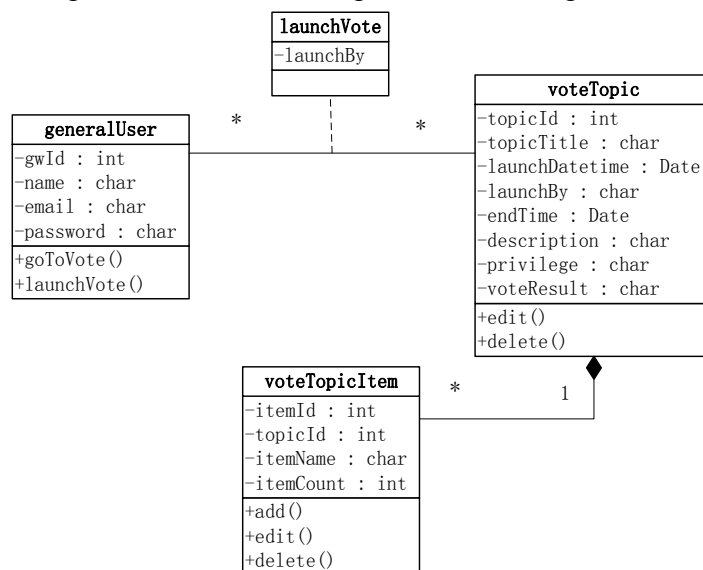 launchVote
-launchBy
voteTopic
-topicId : int
-topicTitle : char
-launchDatetime : Date
-launchBy : char
-endTime : Date
-description : char
-privilege : char
-voteResult : char
+edit()
+delete()
*
*
generalUser
-gwId : int
-name : char
-email : char
-password : char
+goToVote()
+launchVote()
voteTopicItem
-itemId : int
-topicId : int
-itemName : char
-itemCount : int
+add()
+edit()
+delete()
*
1